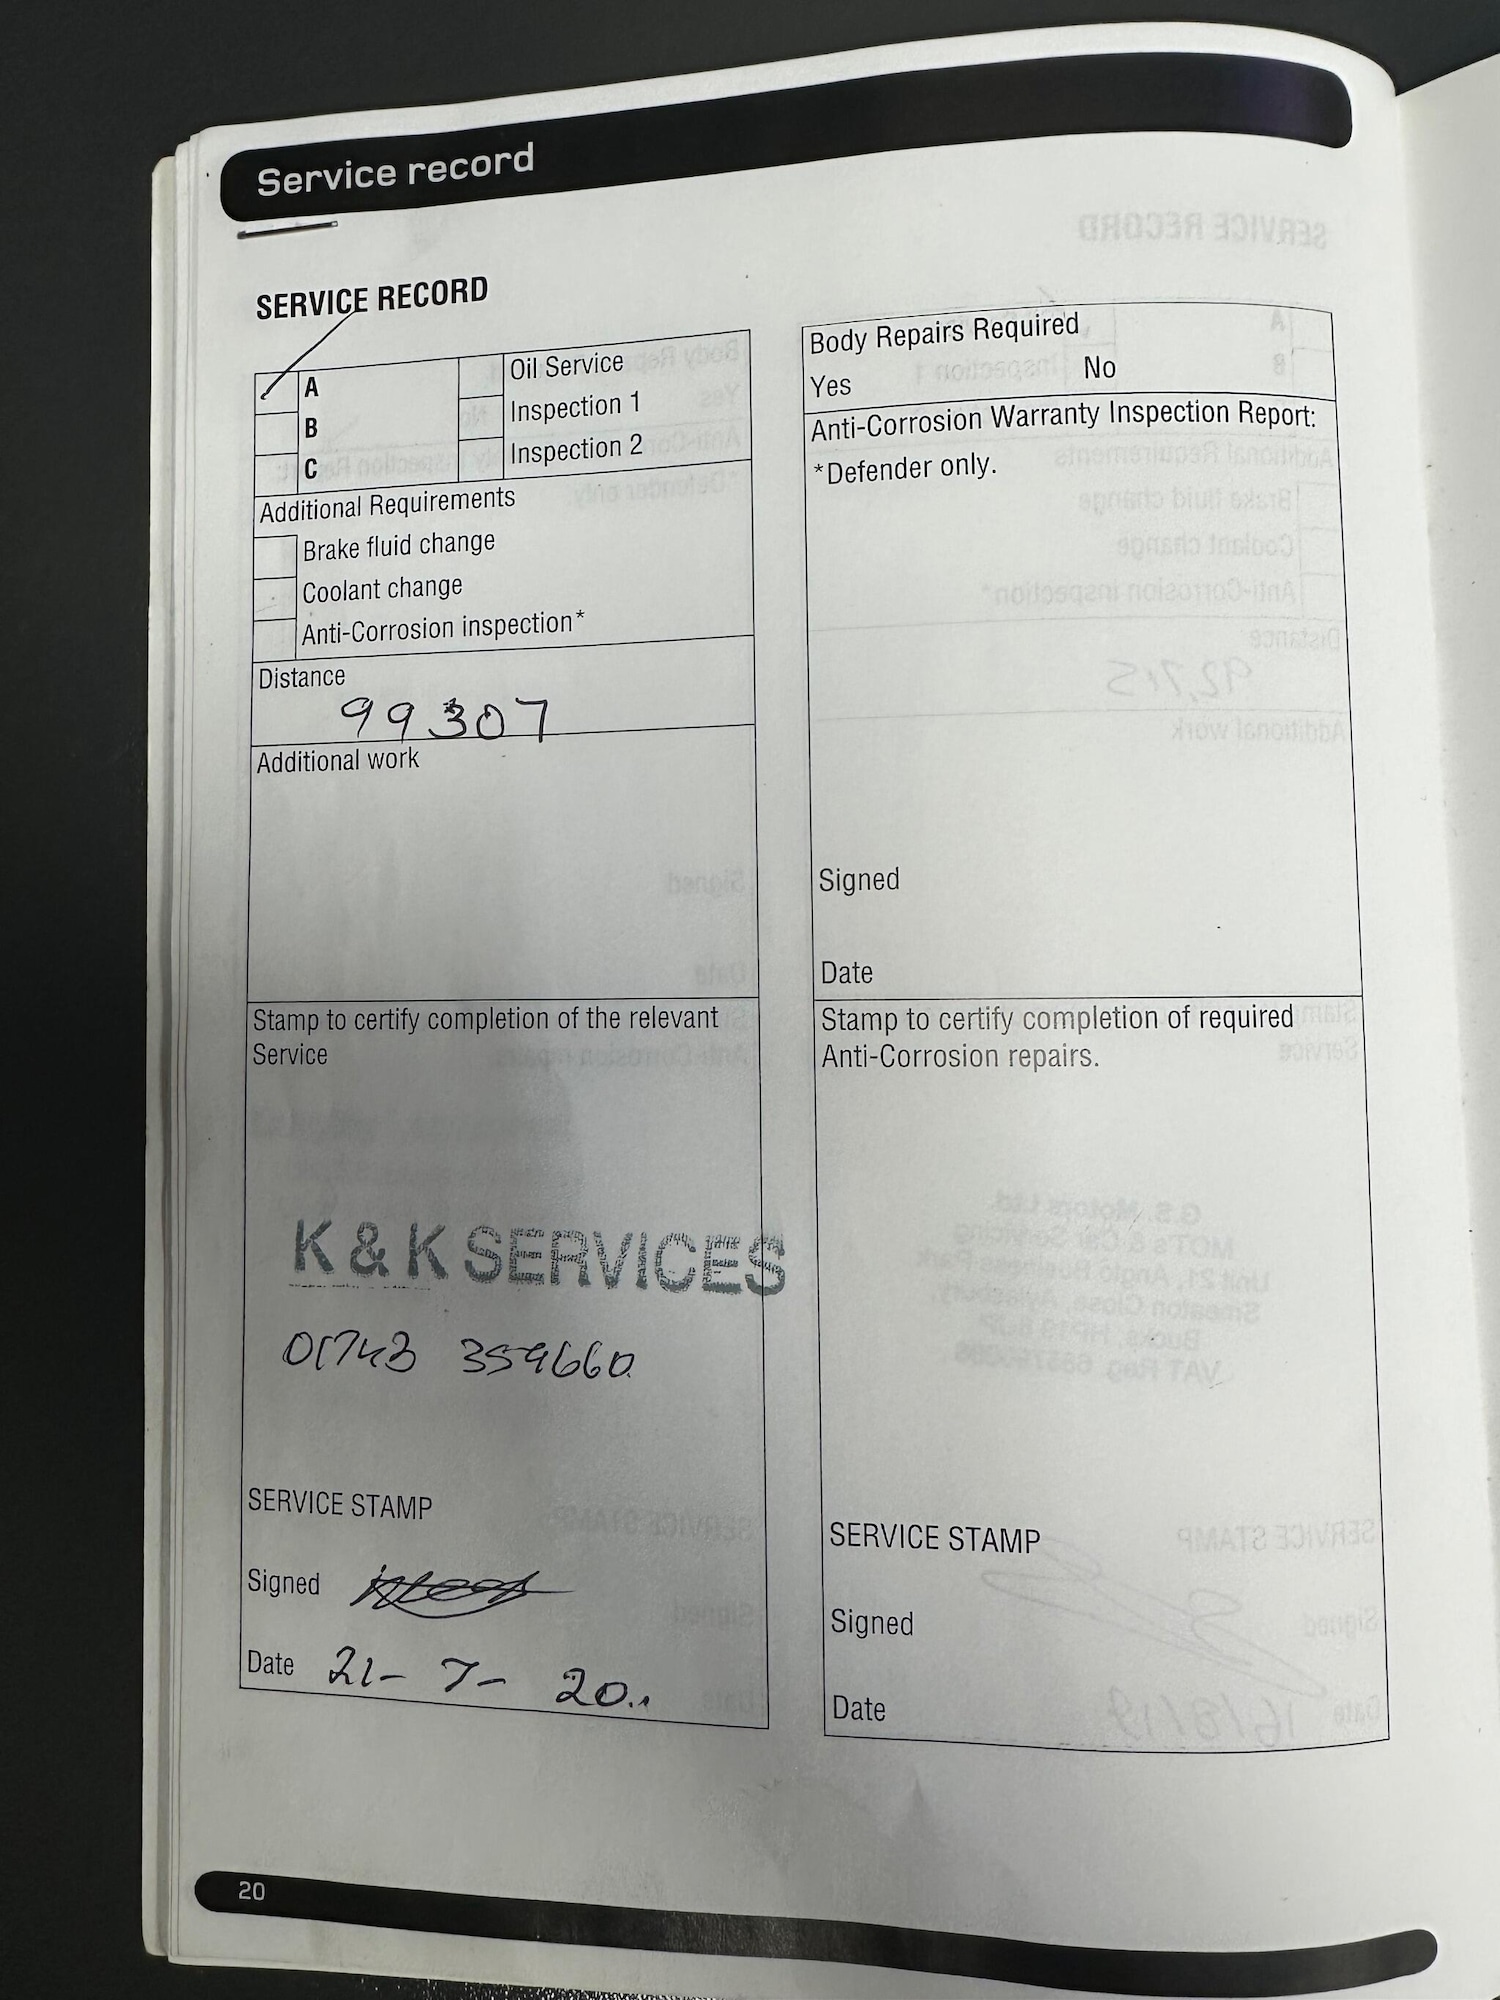 Service record
SERVICE RECORD
A
B
C
Oil Service
Inspection 1
Inspection 2
Additional Requirements
Brake fluid change
Coolant change
Anti-Corrosion inspection*
Distance
99307
Additional work
Stamp to certify completion of the relevant
Service
K & K SERVICES
01743 359660
SERVICE STAMP
Signed
Date 21- 7- 20..
Body Repairs Required
Yes No
Anti-Corrosion Warranty Inspection Report:
*Defender only.
Signed
Date
Stamp to certify completion of required
Anti-Corrosion repairs.
SERVICE STAMP
Signed
Date
20